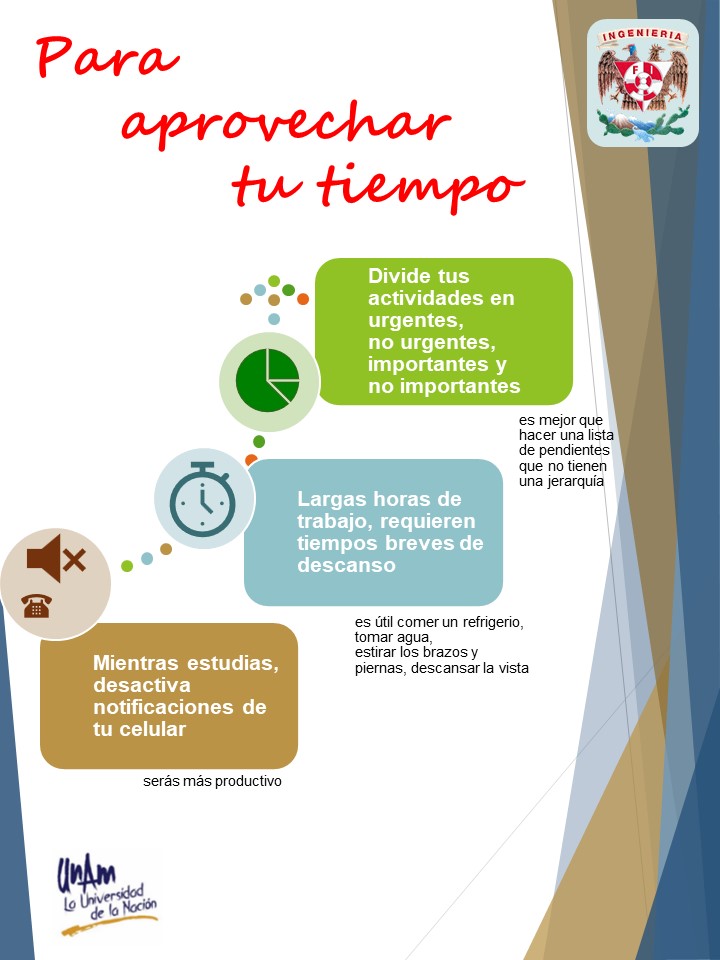 Para
aprovechar
tu tiempo
INGENIERIA
F I
Divide tus
actividades en
urgentes,
no urgentes,
importantes y
no importantes
es mejor que
hacer una lista
de pendientes
que no tienen
una jerarquía
Largas horas de
trabajo, requieren
tiempos breves de
descanso
es útil comer un refrigerio,
tomar agua,
estirar los brazos y
piernas, descansar la vista
Mientras estudias,
desactiva
notificaciones de
tu celular
serás más productivo
UnAm
La Universidad
de la Nación